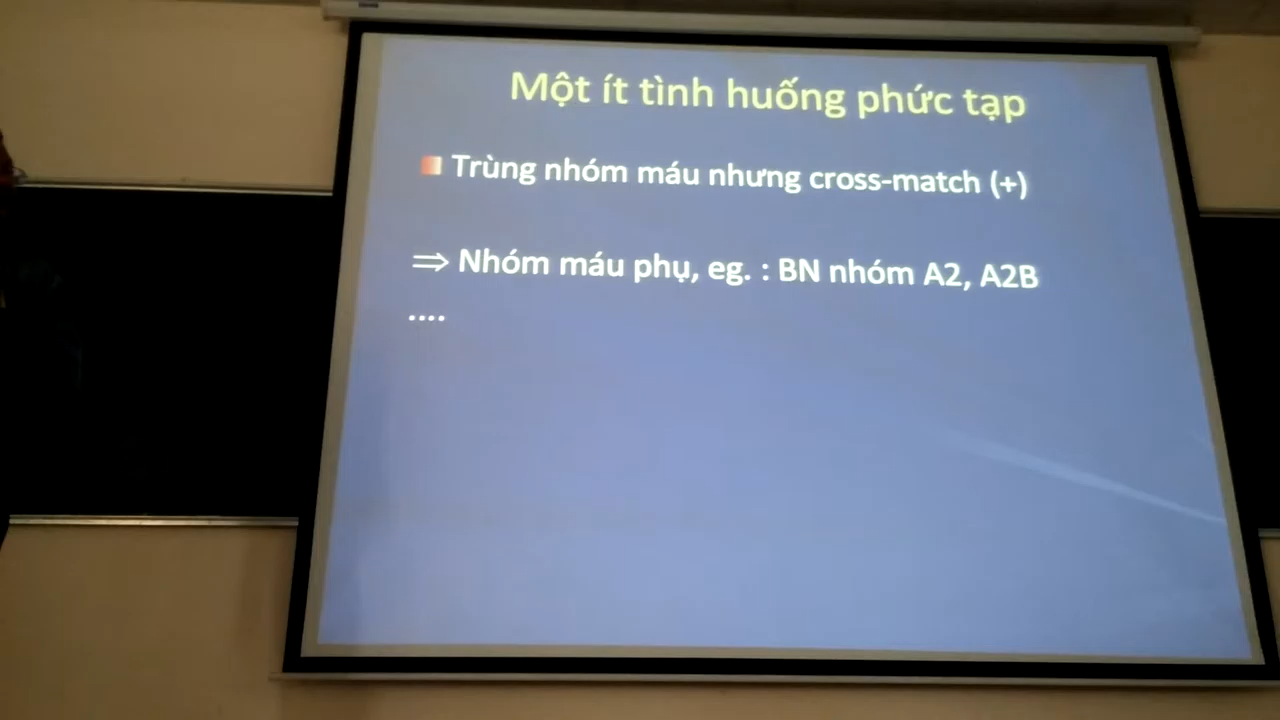 Một ít tình huống phức tạp
Trùng nhóm máu nhưng cross-match (+)
⇒ Nhóm máu phụ, eg. : BN nhóm A2, A2B
....